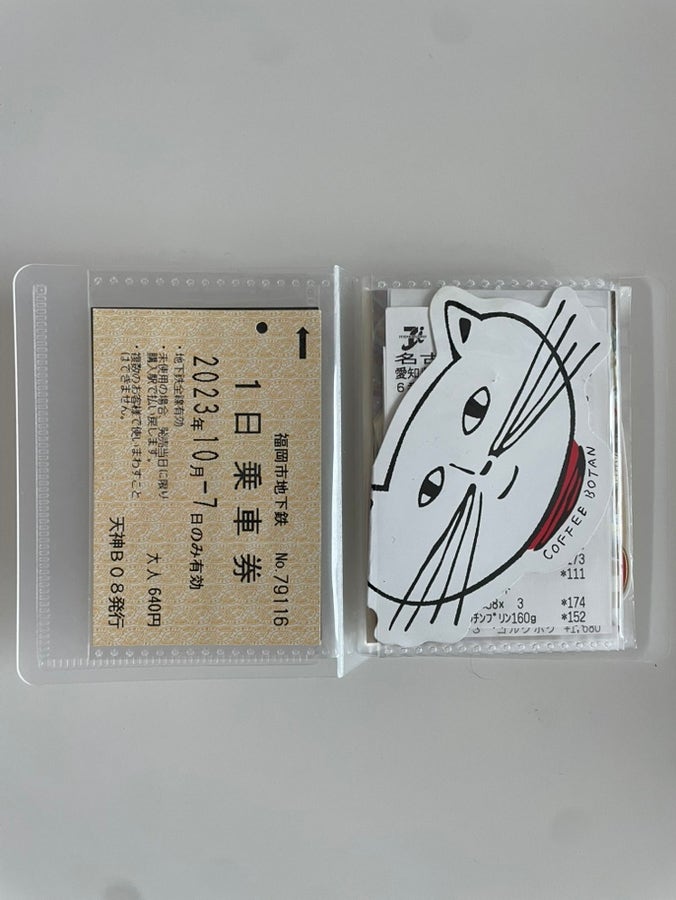 福岡市地下鉄 No.79116
1日乗車券
2023年10月-7日のみ有効
大人 640円
・地下鉄全線有効
・未使用の場合、発売当日に限り
購入駅で払い戻します。
・複数のお客様で使いまわすこと
はできません。
天神B08発行
名古
愛知
COFFEE BOTAN
*111
x 3 *174
プリン160g *152